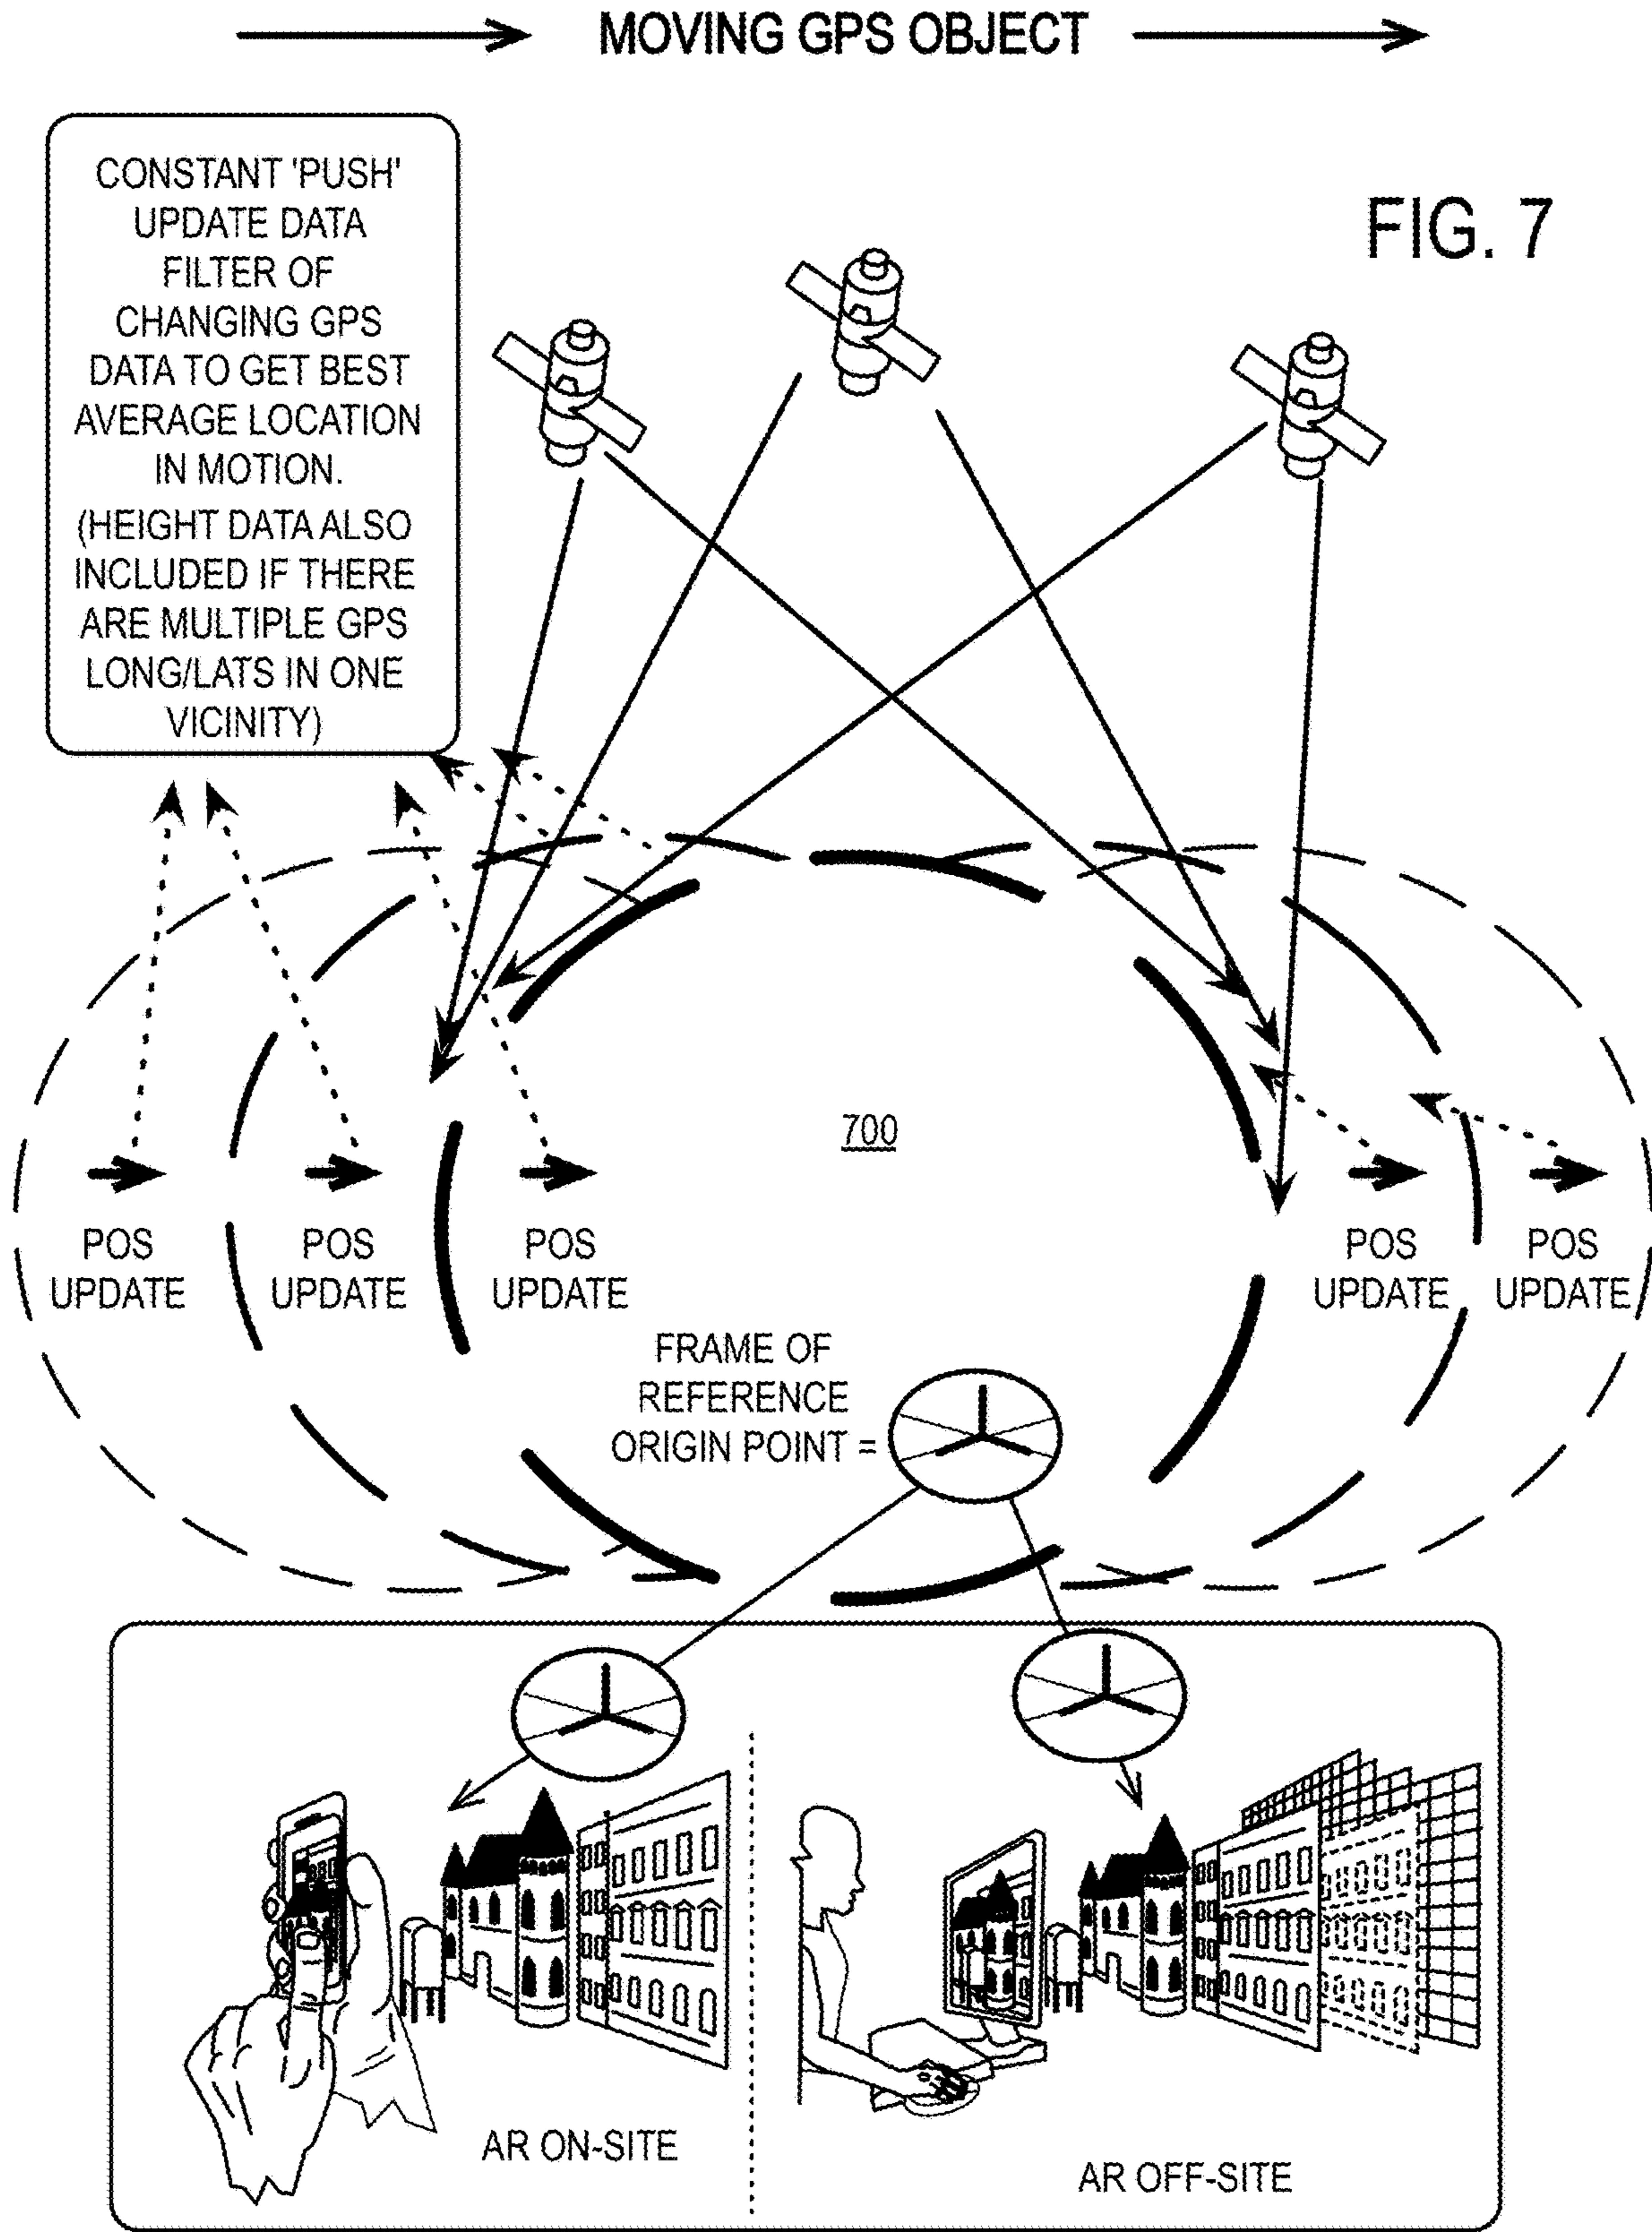 MOVING GPS OBJECT
CONSTANT 'PUSH'
UPDATE DATA
FILTER OF
CHANGING GPS
DATA TO GET BEST
AVERAGE LOCATION
IN MOTION.
(HEIGHT DATA ALSO
INCLUDED IF THERE
ARE MULTIPLE GPS
LONG/LATS IN ONE
VICINITY)
FIG. 7
700
POS
UPDATE
POS
UPDATE
POS
UPDATE
POS
UPDATE
POS
UPDATE
FRAME OF
REFERENCE
ORIGIN POINT =
AR ON-SITE
AR OFF-SITE